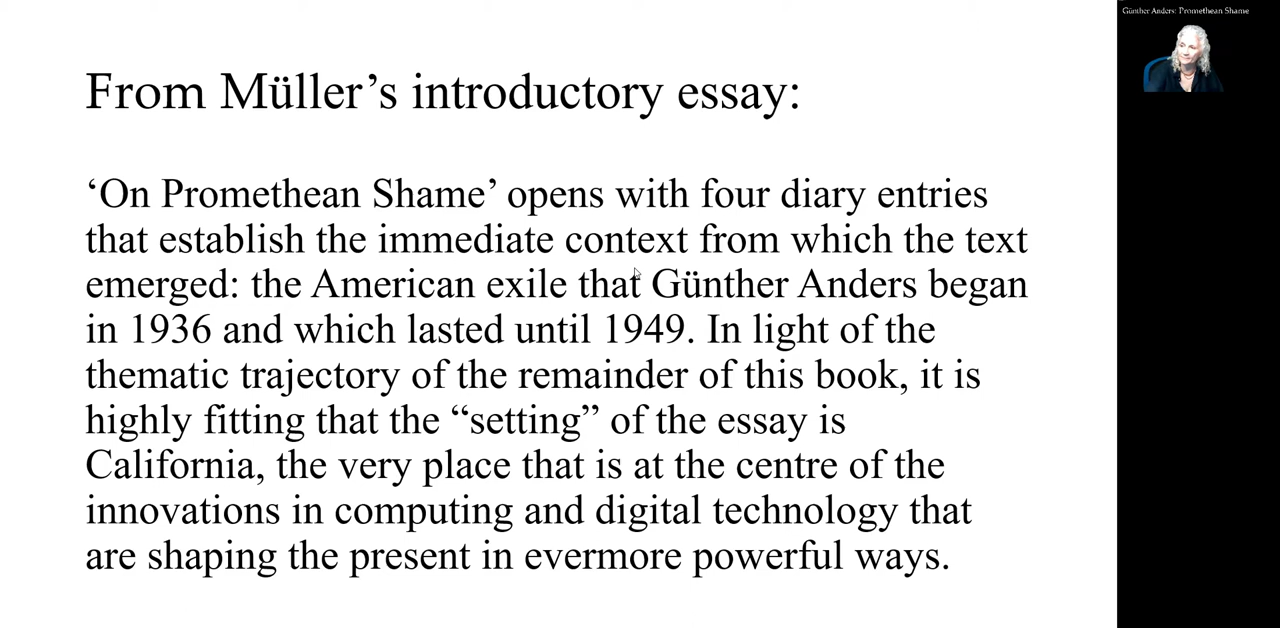 From Müller’s introductory essay:
‘On Promethean Shame’ opens with four diary entries
that establish the immediate context from which the text
emerged: the American exile that Günther Anders began
in 1936 and which lasted until 1949. In light of the
thematic trajectory of the remainder of this book, it is
highly fitting that the “setting” of the essay is
California, the very place that is at the centre of the
innovations in computing and digital technology that
are shaping the present in evermore powerful ways.
Günther Anders: Promethean Shame